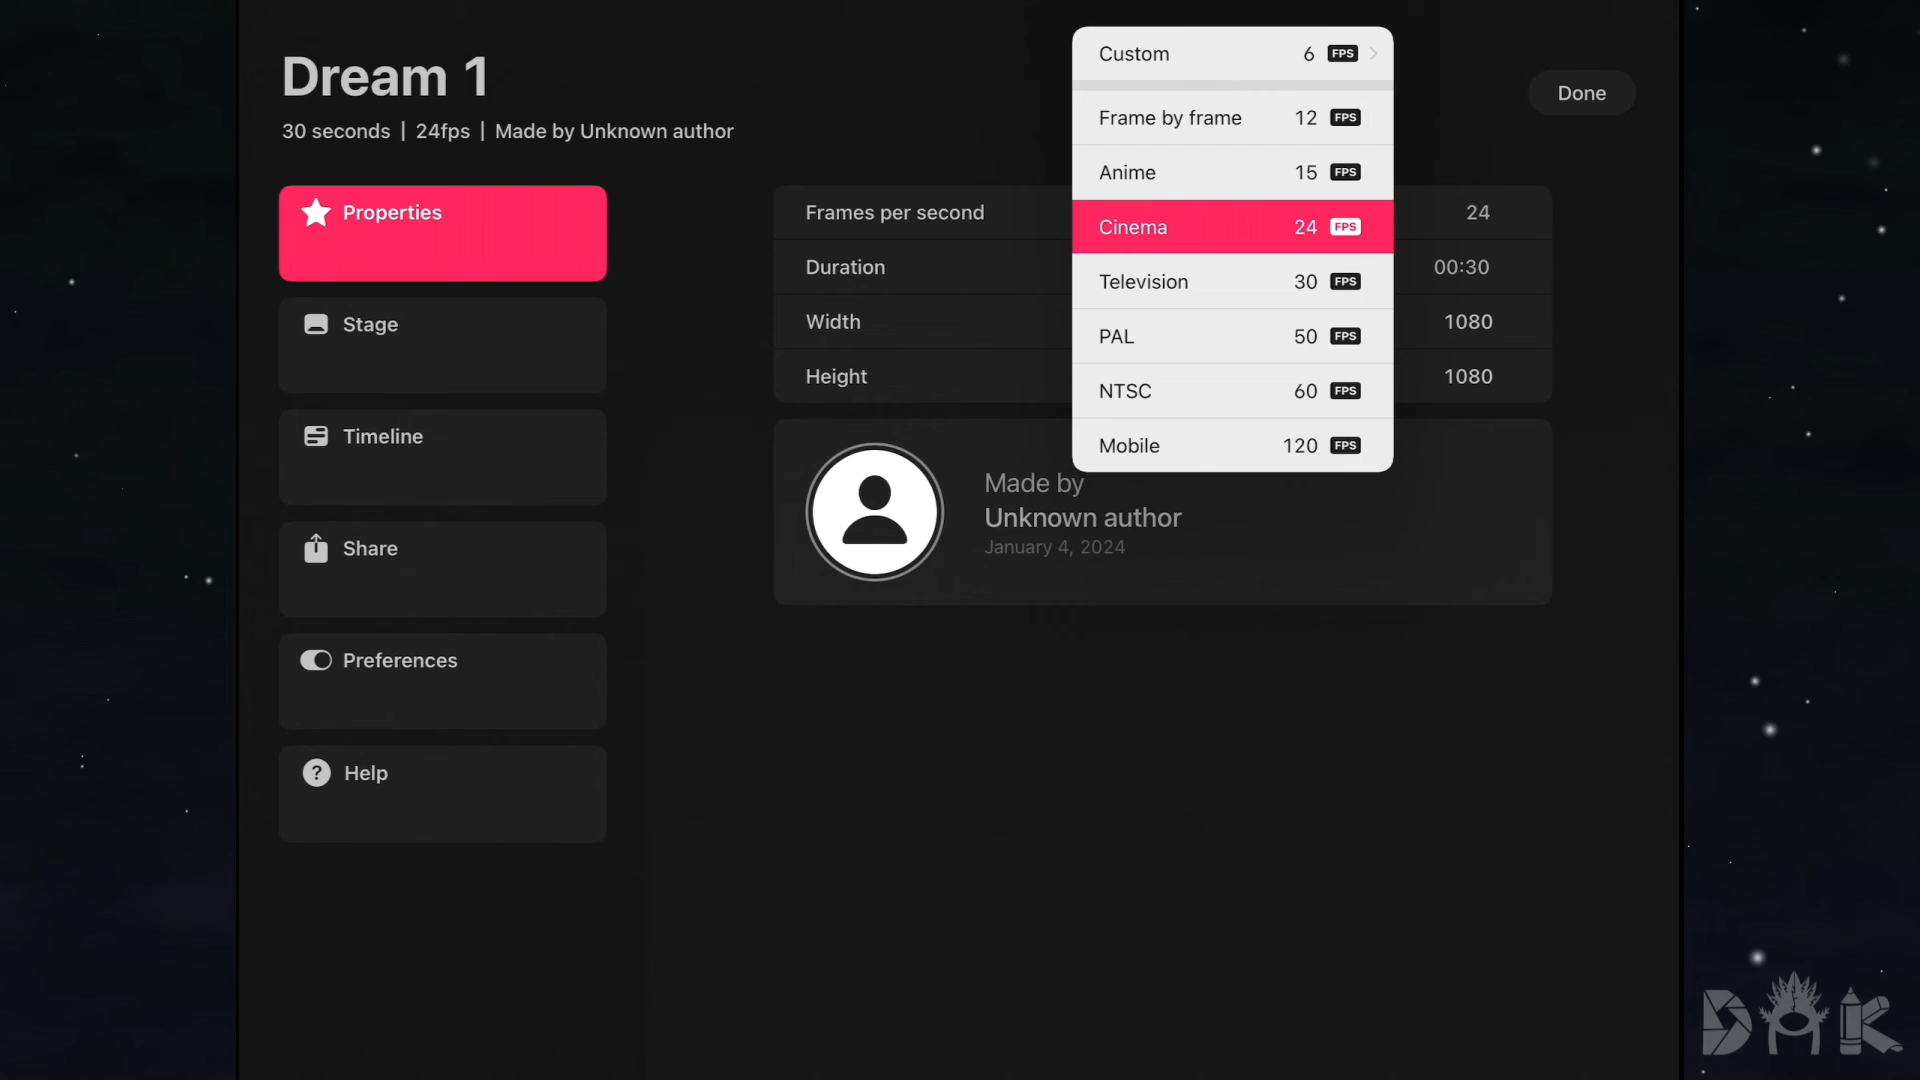 Dream 1
30 seconds | 24fps | Made by Unknown author
Done
Properties
Stage
Timeline
Share
Preferences
? Help
Custom 6 FPS
Frame by frame 12 FPS
Anime 15 FPS
Cinema 24 FPS
Television 30 FPS
PAL 50 FPS
NTSC 60 FPS
Mobile 120 FPS
Frames per second 24
Duration 00:30
Width 1080
Height 1080
Made by
Unknown author
January 4, 2024
DAK